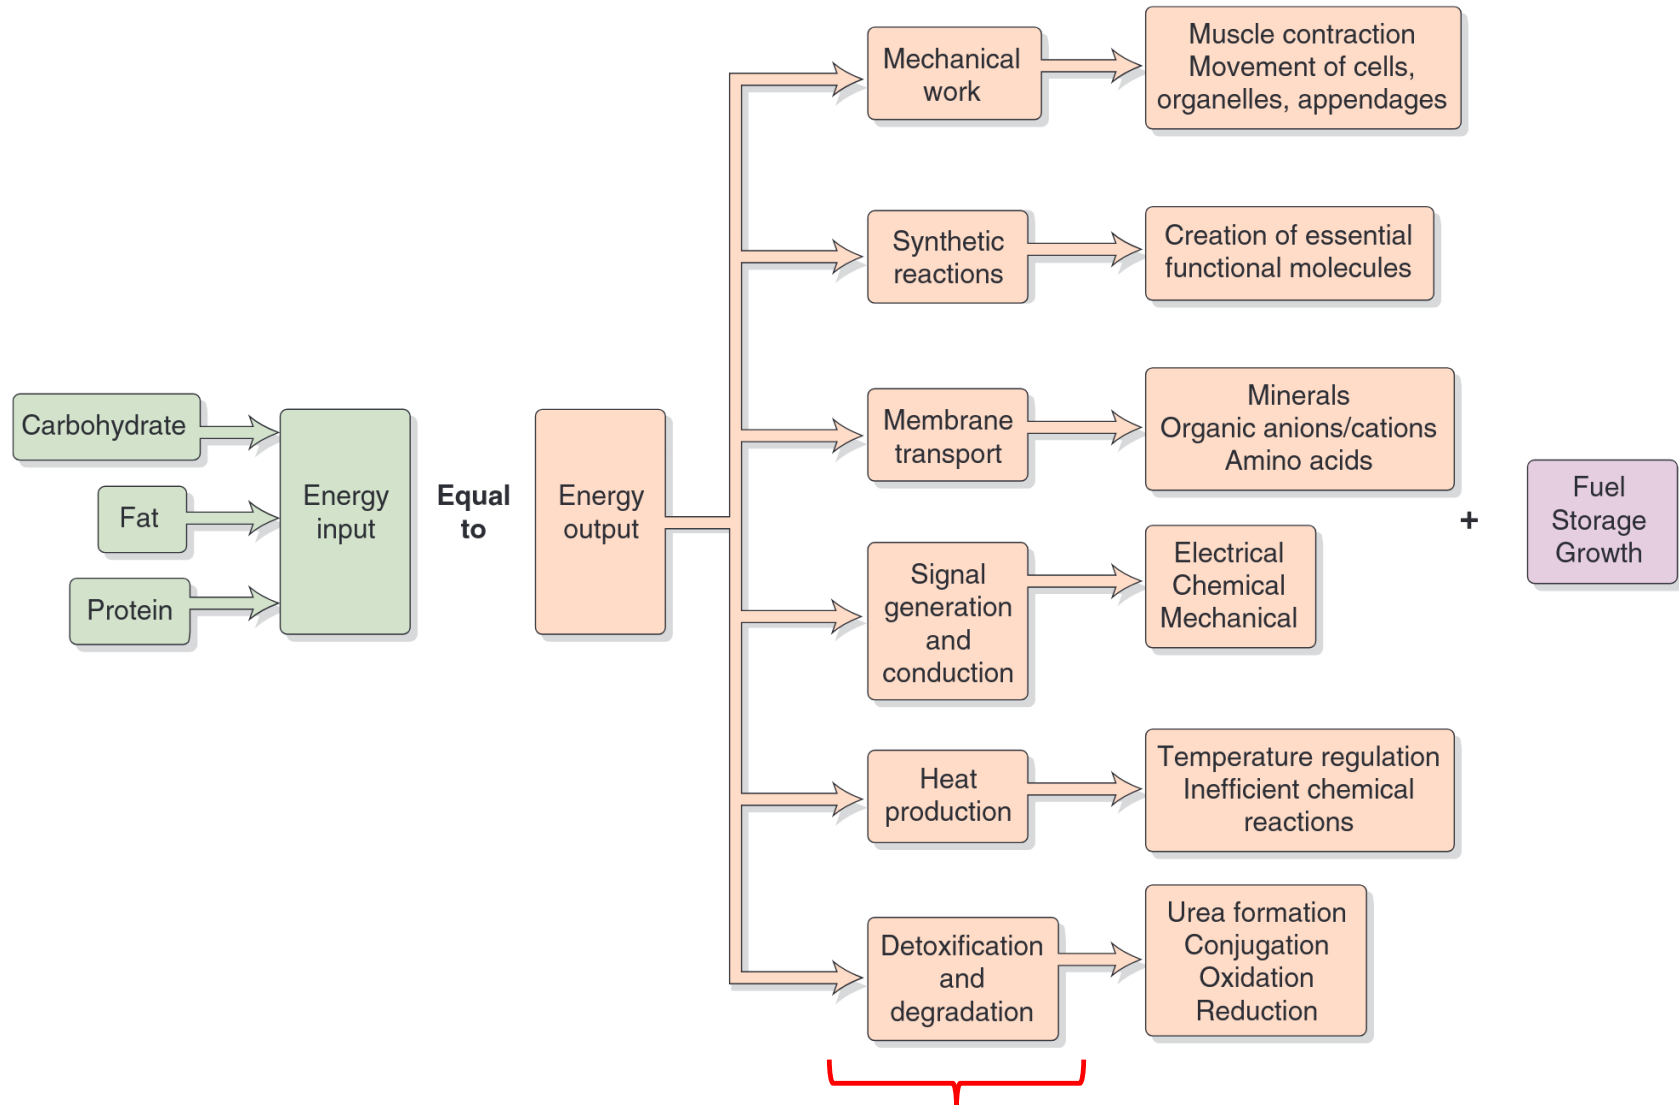 Carbohydrate
Fat
Protein
Energy
input
Equal
to
Energy
output
Mechanical
work
Muscle contraction
Movement of cells,
organelles, appendages
Synthetic
reactions
Creation of essential
functional molecules
Membrane
transport
Minerals
Organic anions/cations
Amino acids
Signal
generation
and
conduction
Electrical
Chemical
Mechanical
Heat
production
Temperature regulation
Inefficient chemical
reactions
Detoxification
and
degradation
Urea formation
Conjugation
Oxidation
Reduction
+
Fuel
Storage
Growth